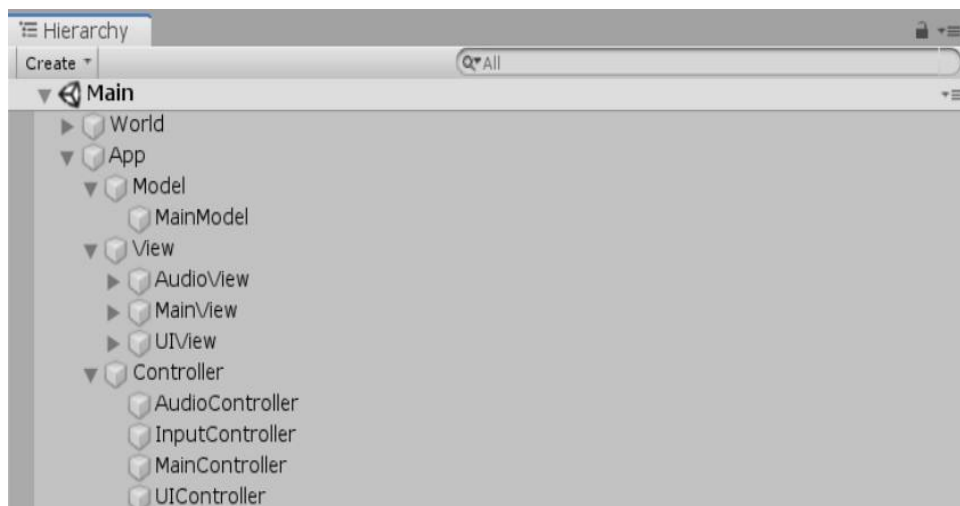 Hierarchy
Create All
Main
World
App
Model
MainModel
View
AudioView
MainView
UIView
Controller
AudioController
InputController
MainController
UIController